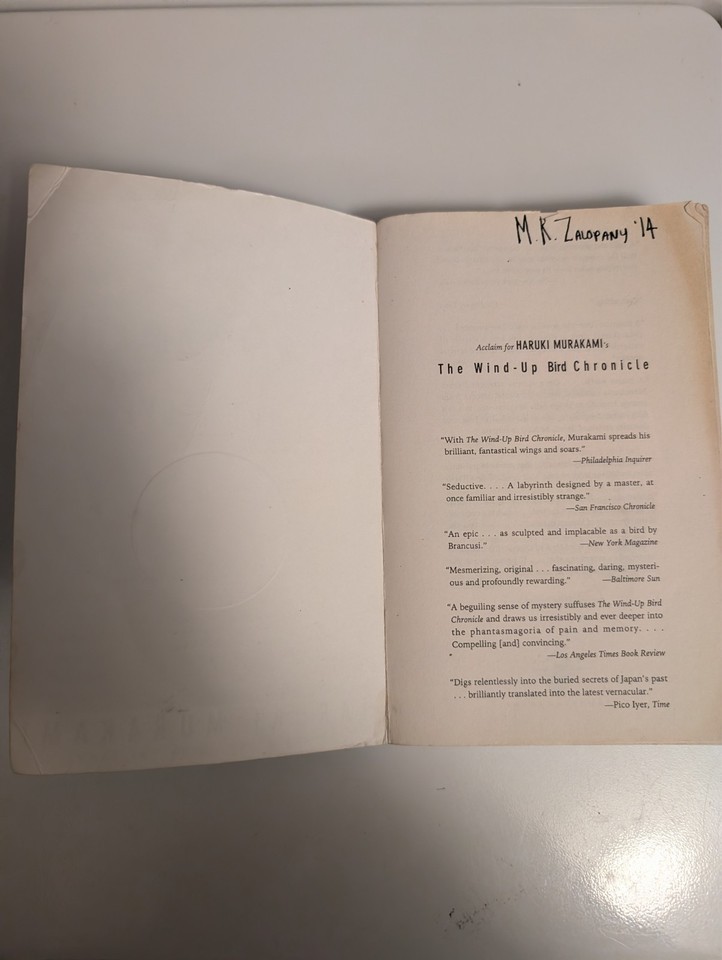 M.K. ZALOPANY '14
Acclaim for HARUKI MURAKAMI's
The Wind-Up Bird Chronicle
"With The Wind-Up Bird Chronicle, Murakami spreads his
brilliant, fantastical wings and soars."
—Philadelphia Inquirer
"Seductive. . . . A labyrinth designed by a master, at
once familiar and irresistibly strange."
—San Francisco Chronicle
"An epic . . . as sculpted and implacable as a bird by
Brancusi." —New York Magazine
"Mesmerizing, original . . . fascinating, daring, mysteri-
ous and profoundly rewarding." —Baltimore Sun
"A beguiling sense of mystery suffuses The Wind-Up Bird
Chronicle and draws us irresistibly and ever deeper into
the phantasmagoria of pain and memory. . . .
Compelling [and] convincing."
—Los Angeles Times Book Review
"Digs relentlessly into the buried secrets of Japan's past
. . . brilliantly translated into the latest vernacular."
—Pico Iyer, Time